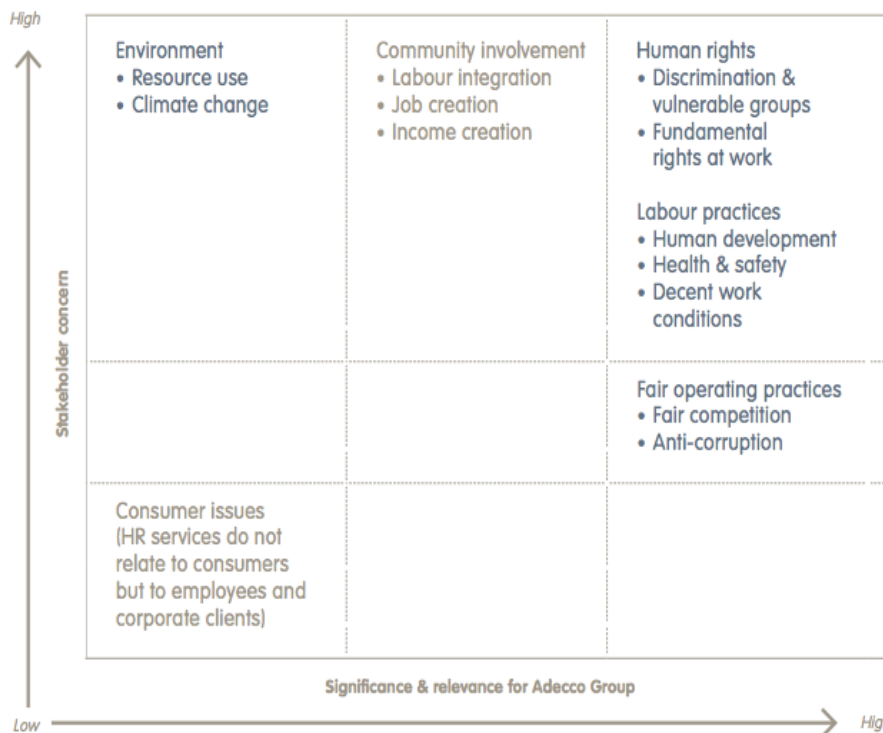 High
Environment
• Resource use
• Climate change
Community involvement
• Labour integration
• Job creation
• Income creation
Human rights
• Discrimination &
vulnerable groups
• Fundamental
rights at work
Labour practices
• Human development
• Health & safety
• Decent work
conditions
Stakeholder concern
Fair operating practices
• Fair competition
• Anti-corruption
Consumer issues
(HR services do not
relate to consumers
but to employees and
corporate clients)
Significance & relevance for Adecco Group
Low
Hig